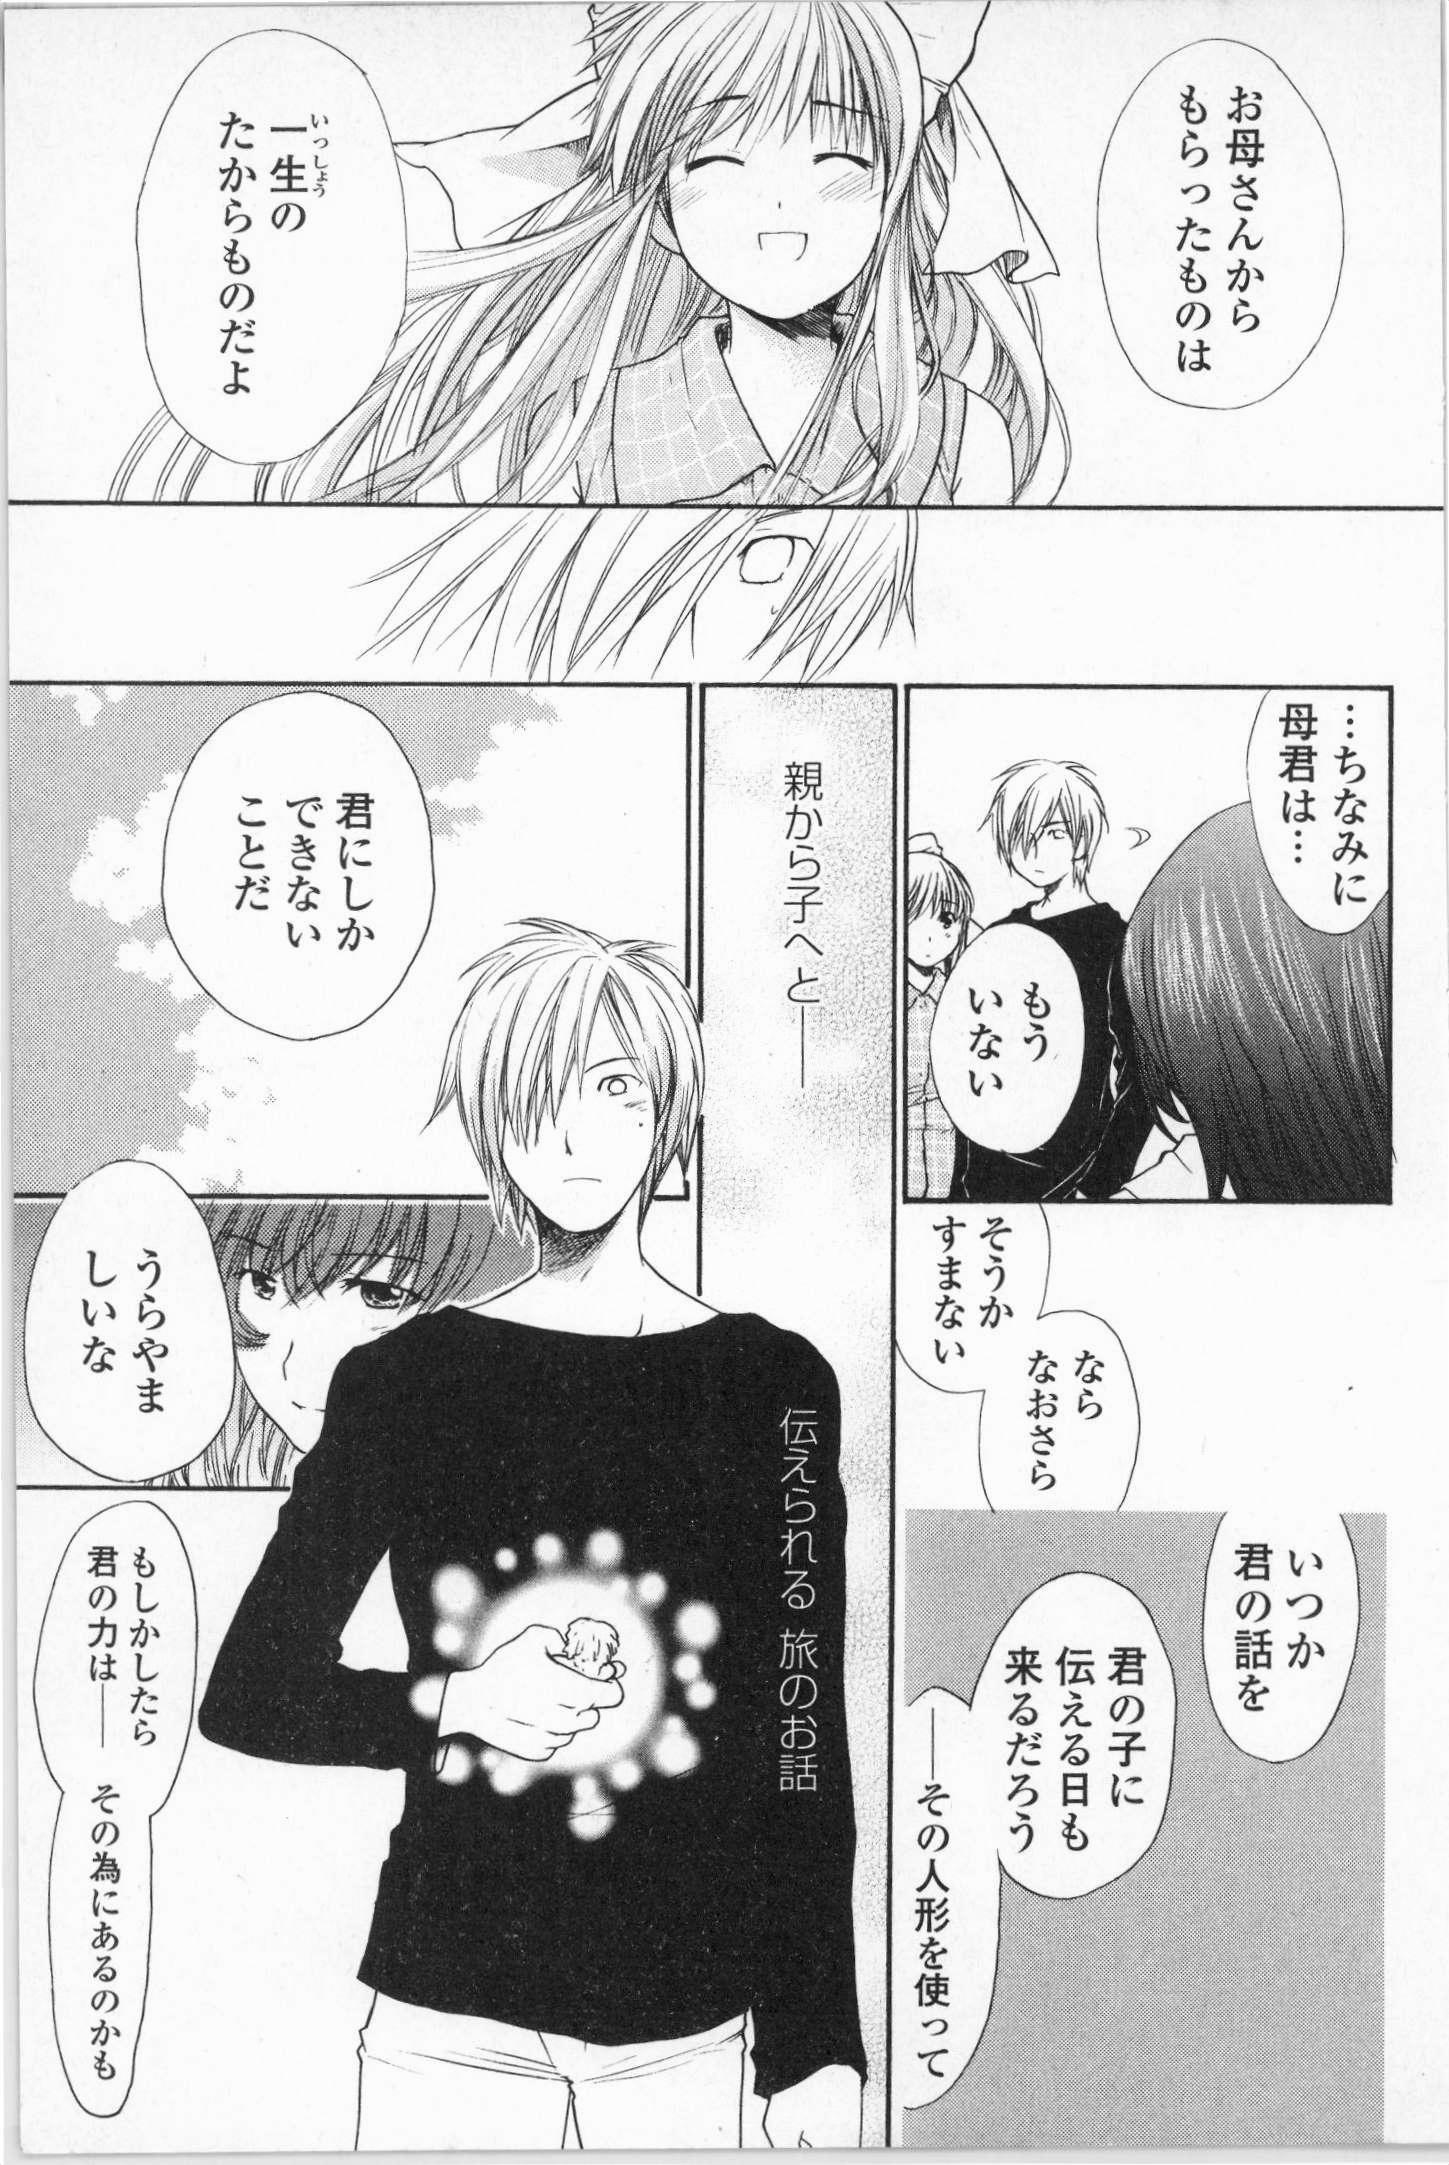 お母さんから
もらったものは
一生の
いっしょう
たからものだよ
…ちなみに
母君は…
もう
いない
そうか
すまない
なら
なおさら
いつか
君の話を
君の子に
伝える日も
来るだろう
――その人形を使って
親から子へと――
伝えられる 旅のお話
君にしか
できない
ことだ
うらやま
しいな
もしかしたら
君の力は――
その為にあるのかも